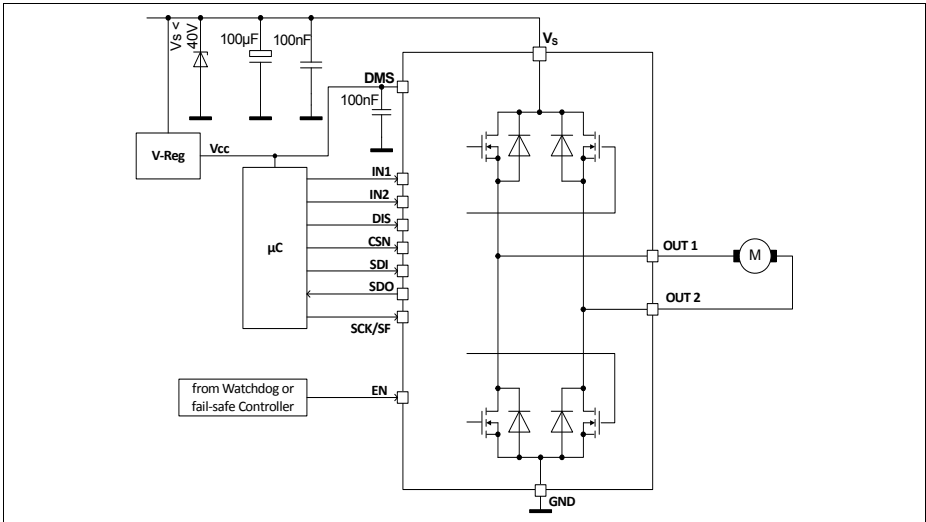 Vs <
40V
100µF
100nF
VS
DMS
100nF
V-Reg
Vcc
IN1
IN2
DIS
µC
CSN
SDI
SDO
SCK/SF
OUT 1
M
OUT 2
from Watchdog or
fail-safe Controller
EN
GND